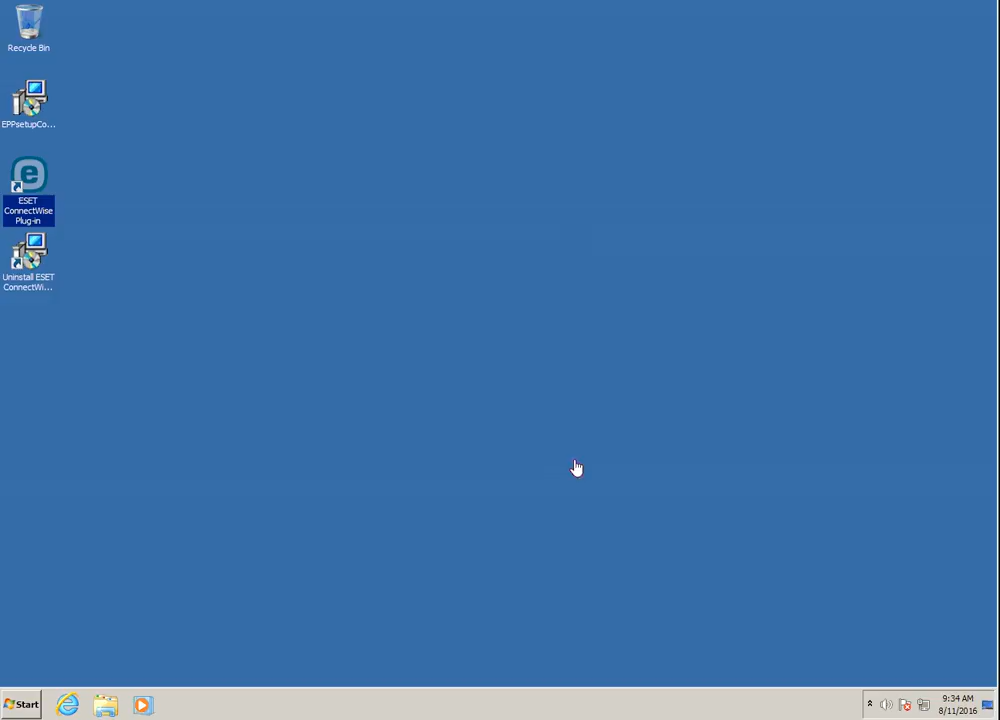 Recycle Bin
EPPsetupCo...
ESET
ConnectWise
Plug-in
Uninstall ESET
ConnectWi...
Start
9:34 AM
8/11/2016